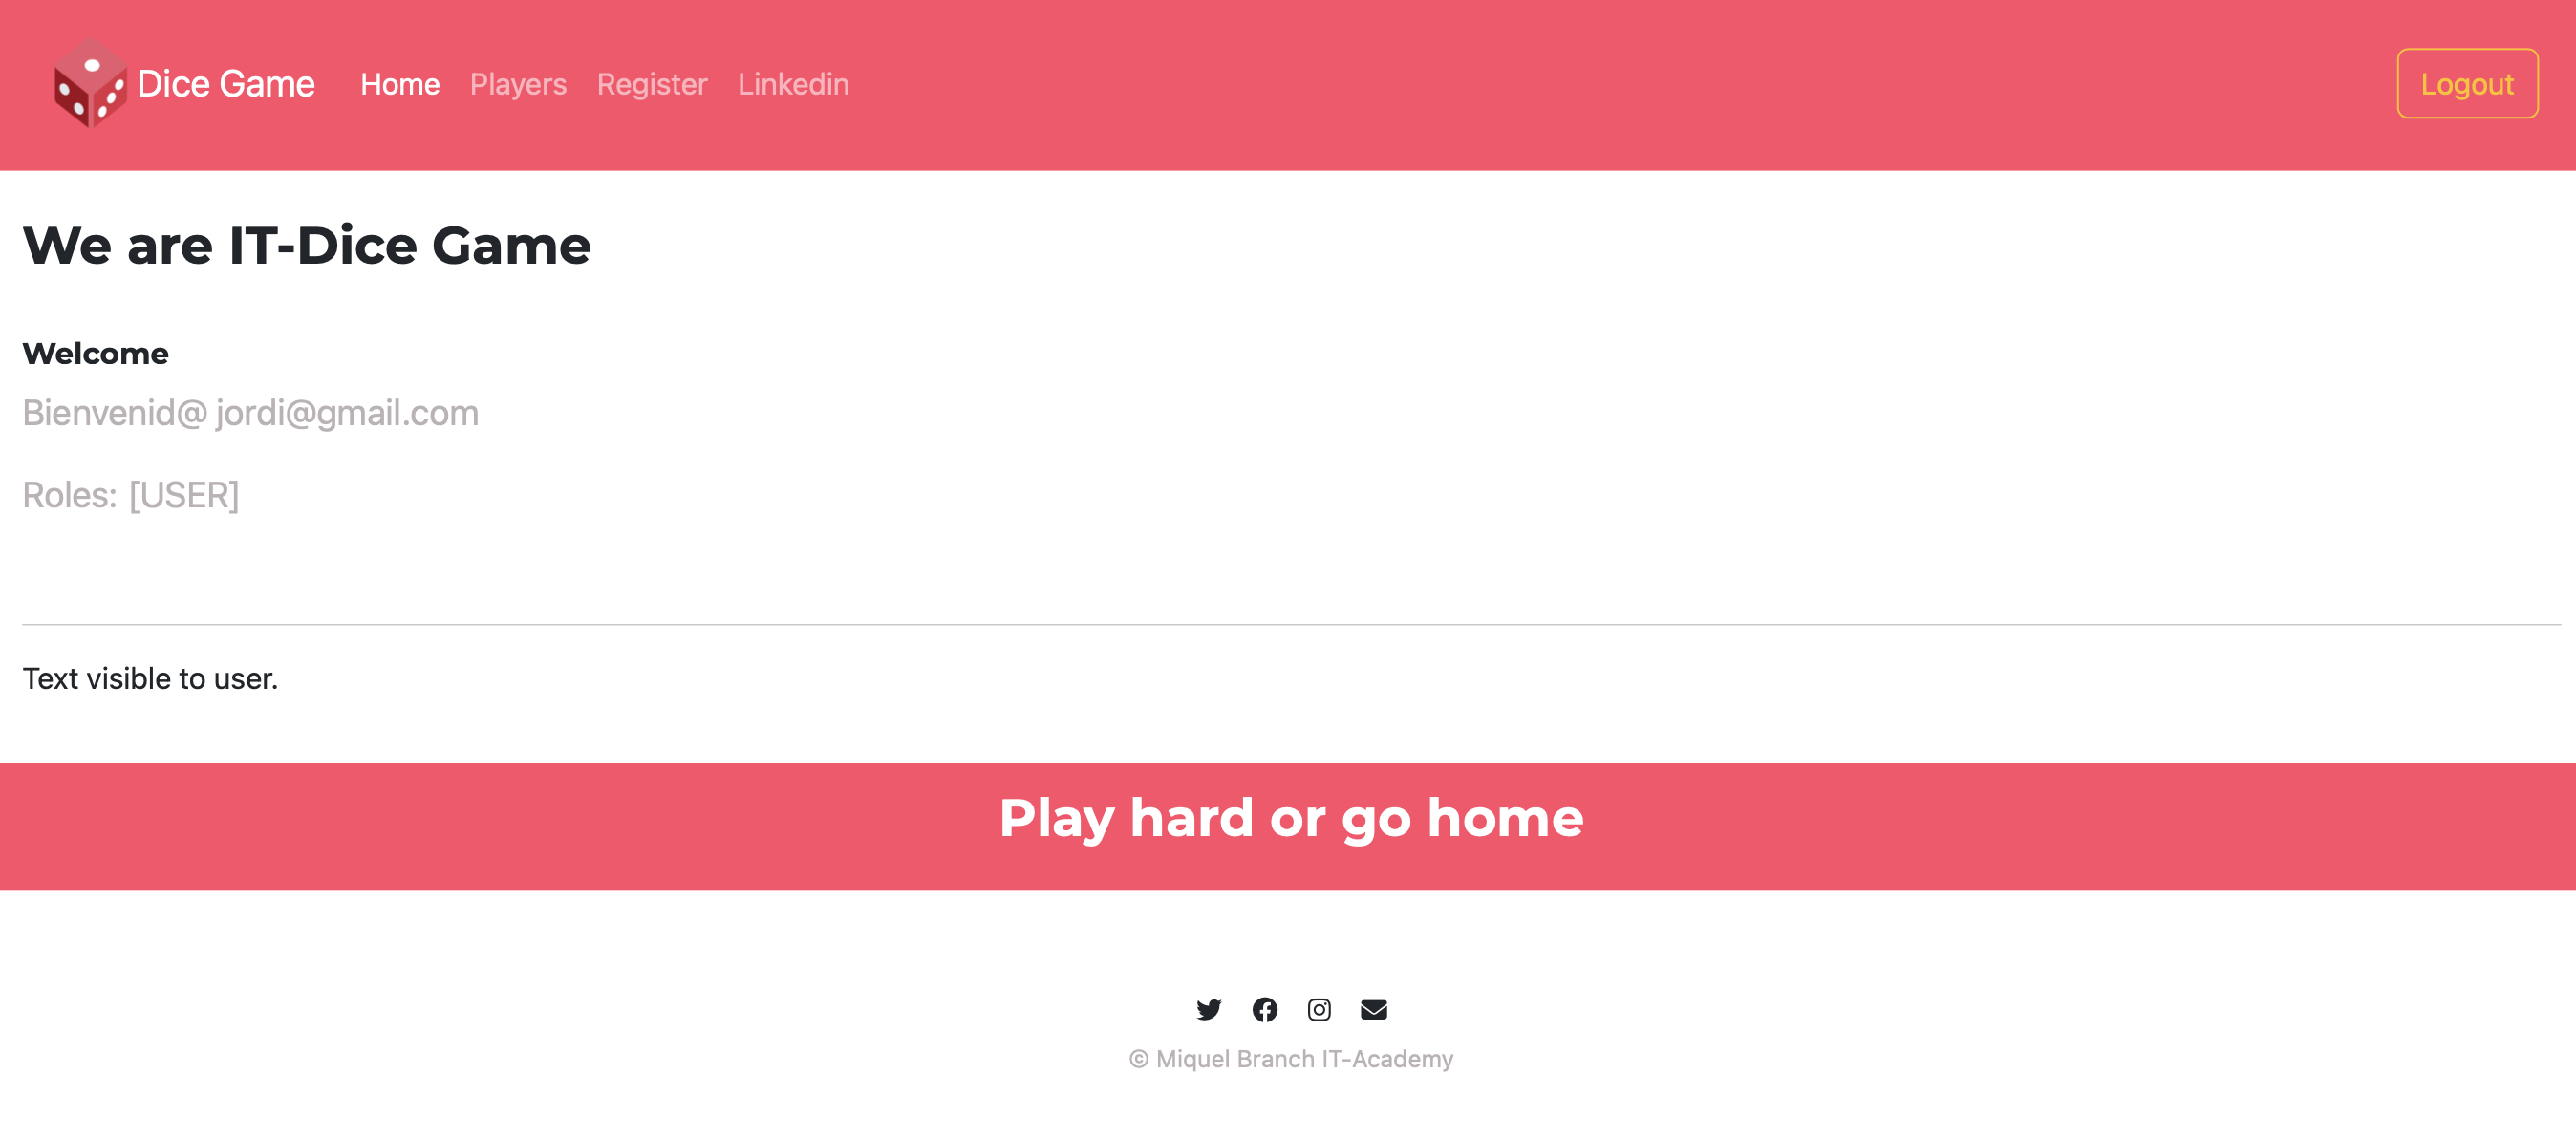 Dice Game Home Players Register Linkedin Logout
We are IT-Dice Game
Welcome
Bienvenid@ jordi@gmail.com
Roles: [USER]
Text visible to user.
Play hard or go home
© Miquel Branch IT-Academy